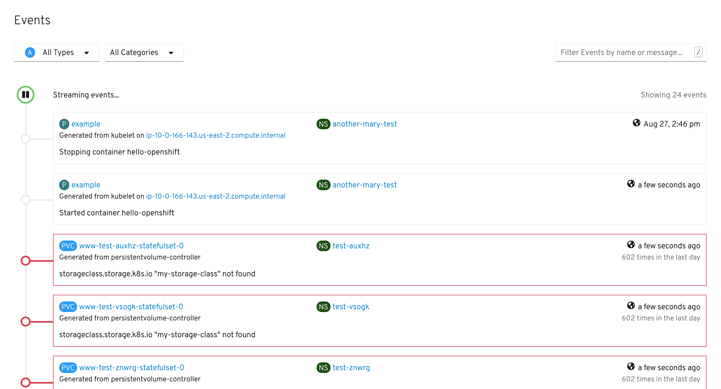 Events
A All Types
All Categories
Filter Events by name or message... /
Streaming events...
Showing 24 events
P example
NS another-mary-test
Aug 27, 2:46 pm
Generated from kubelet on ip-10-0-166-143.us-east-2.compute.internal
Stopping container hello-openshift
P example
NS another-mary-test
a few seconds ago
Generated from kubelet on ip-10-0-166-143.us-east-2.compute.internal
Started container hello-openshift
PVC www-test-auxhz-statefulset-0
NS test-auxhz
a few seconds ago
Generated from persistentvolume-controller
602 times in the last day
storageclass.storage.k8s.io "my-storage-class" not found
PVC www-test-vsogk-statefulset-0
NS test-vsogk
a few seconds ago
Generated from persistentvolume-controller
602 times in the last day
storageclass.storage.k8s.io "my-storage-class" not found
PVC www-test-znwrg-statefulset-0
NS test-znwrg
a few seconds ago
Generated from persistentvolume-controller
602 times in the last day